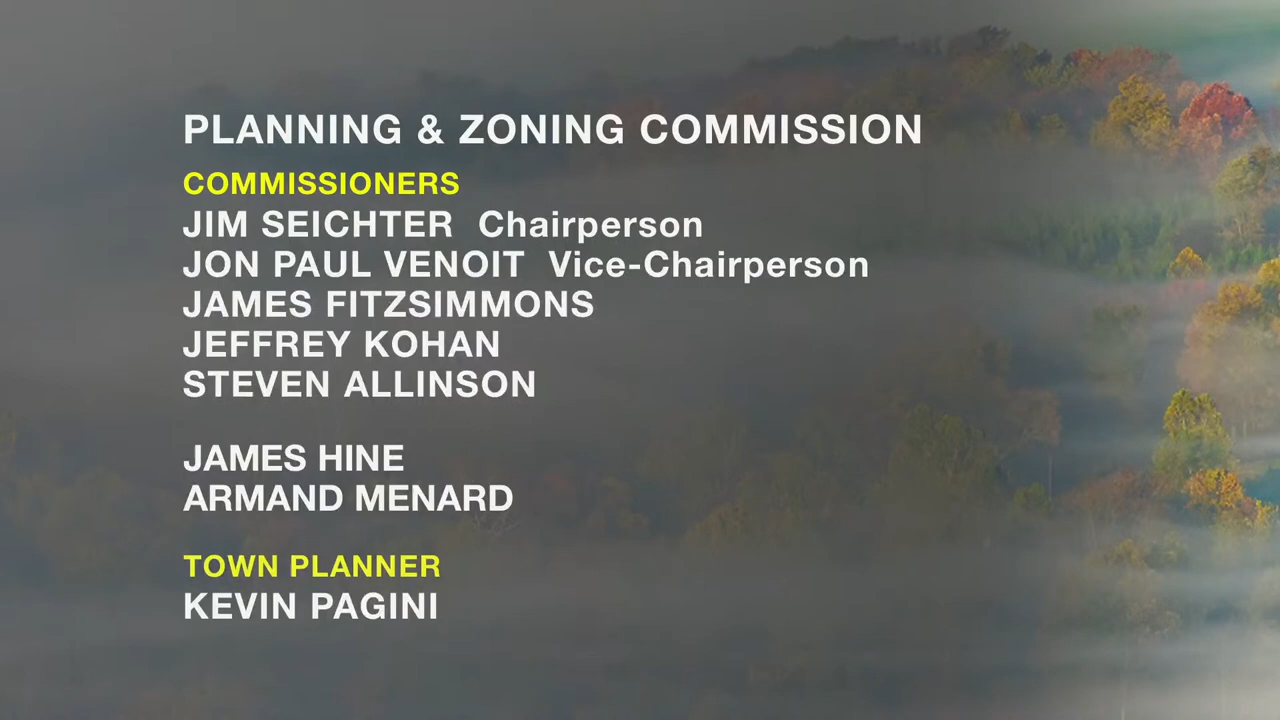 PLANNING & ZONING COMMISSION
COMMISSIONERS
JIM SEICHTER Chairperson
JON PAUL VENOIT Vice-Chairperson
JAMES FITZSIMMONS
JEFFREY KOHAN
STEVEN ALLINSON
JAMES HINE
ARMAND MENARD
TOWN PLANNER
KEVIN PAGINI